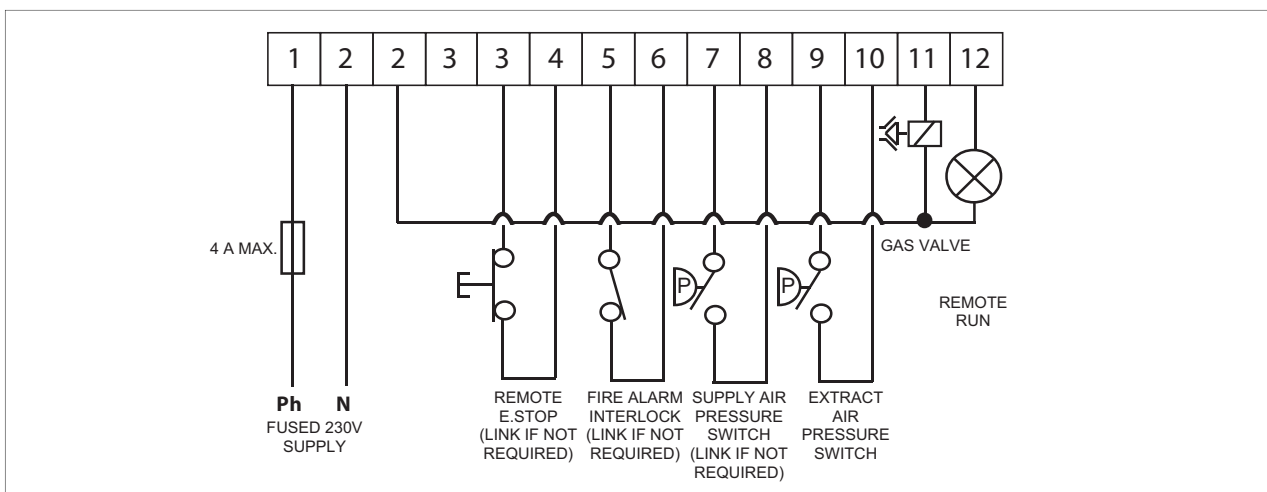 1 2 2 3 3 4 5 6 7 8 9 10 11 12
4 A MAX.
P
P
GAS VALVE
REMOTE
RUN
Ph N
FUSED 230V
SUPPLY
REMOTE
E.STOP
(LINK IF NOT
REQUIRED)
FIRE ALARM
INTERLOCK
(LINK IF NOT
REQUIRED)
SUPPLY AIR
PRESSURE
SWITCH
(LINK IF NOT
REQUIRED)
EXTRACT
AIR
PRESSURE
SWITCH